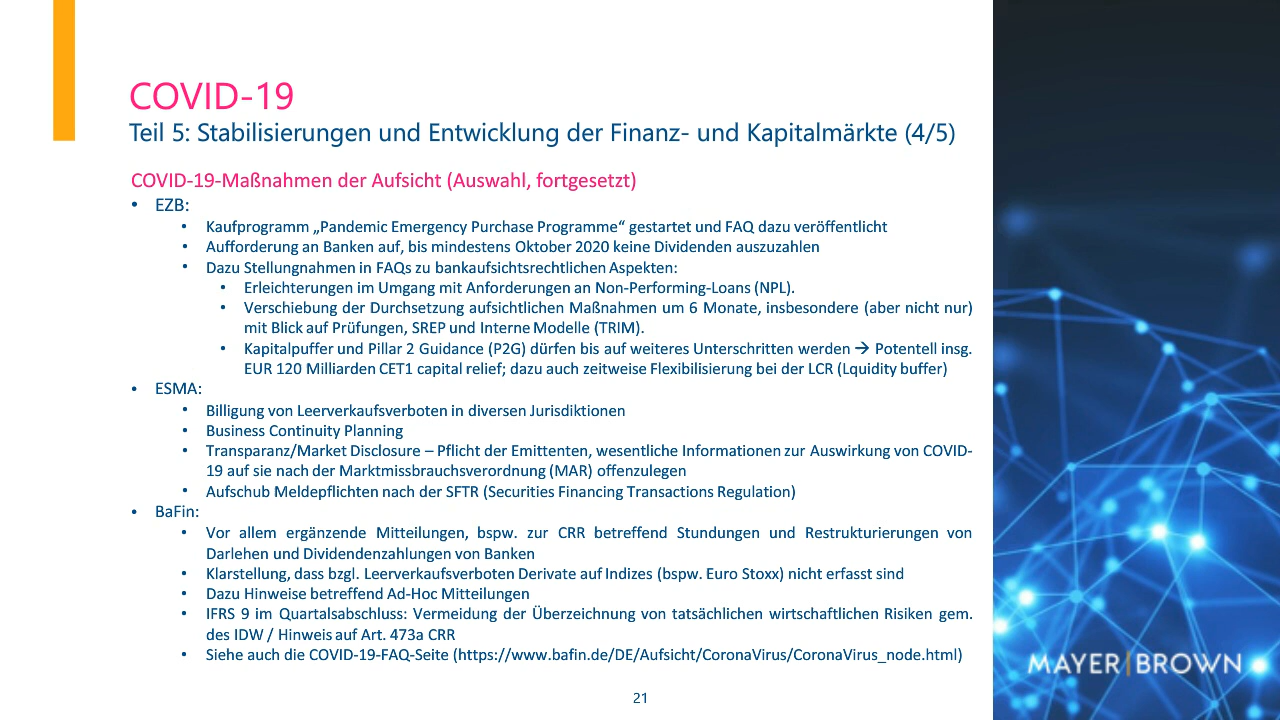 COVID-19
Teil 5: Stabilisierungen und Entwicklung der Finanz- und Kapitalmärkte (4/5)
COVID-19-Maßnahmen der Aufsicht (Auswahl, fortgesetzt)
• EZB:
• Kaufprogramm „Pandemic Emergency Purchase Programme“ gestartet und FAQ dazu veröffentlicht
• Aufforderung an Banken auf, bis mindestens Oktober 2020 keine Dividenden auszuzahlen
• Dazu Stellungnahmen in FAQs zu bankaufsichtsrechtlichen Aspekten:
• Erleichterungen im Umgang mit Anforderungen an Non-Performing-Loans (NPL).
• Verschiebung der Durchsetzung aufsichtlichen Maßnahmen um 6 Monate, insbesondere (aber nicht nur)
mit Blick auf Prüfungen, SREP und Interne Modelle (TRIM).
• Kapitalpuffer und Pillar 2 Guidance (P2G) dürfen bis auf weiteres Unterschritten werden → Potentell insg.
EUR 120 Milliarden CET1 capital relief; dazu auch zeitweise Flexibilisierung bei der LCR (Lquidity buffer)
• ESMA:
• Billigung von Leerverkaufsverboten in diversen Jurisdiktionen
• Business Continuity Planning
• Transparanz/Market Disclosure – Pflicht der Emittenten, wesentliche Informationen zur Auswirkung von COVID-
19 auf sie nach der Marktmissbrauchsverordnung (MAR) offenzulegen
• Aufschub Meldepflichten nach der SFTR (Securities Financing Transactions Regulation)
• BaFin:
• Vor allem ergänzende Mitteilungen, bspw. zur CRR betreffend Stundungen und Restrukturierungen von
Darlehen und Dividendenzahlungen von Banken
• Klarstellung, dass bzgl. Leerverkaufsverboten Derivate auf Indizes (bspw. Euro Stoxx) nicht erfasst sind
• Dazu Hinweise betreffend Ad-Hoc Mitteilungen
• IFRS 9 im Quartalsabschluss: Vermeidung der Überzeichnung von tatsächlichen wirtschaftlichen Risiken gem.
des IDW / Hinweis auf Art. 473a CRR
• Siehe auch die COVID-19-FAQ-Seite (https://www.bafin.de/DE/Aufsicht/CoronaVirus/CoronaVirus_node.html)
MAYER|BROWN
21